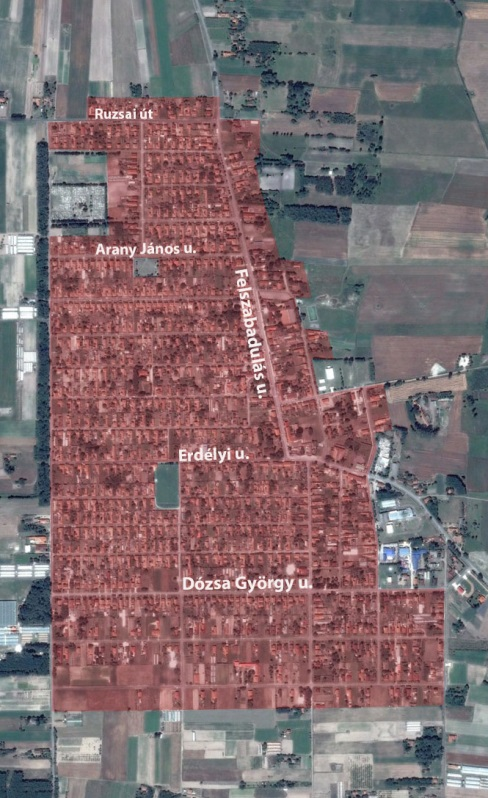 Ruzsai út
Arany János u.
Felszabadulás u.
Erdélyi u.
Dózsa György u.